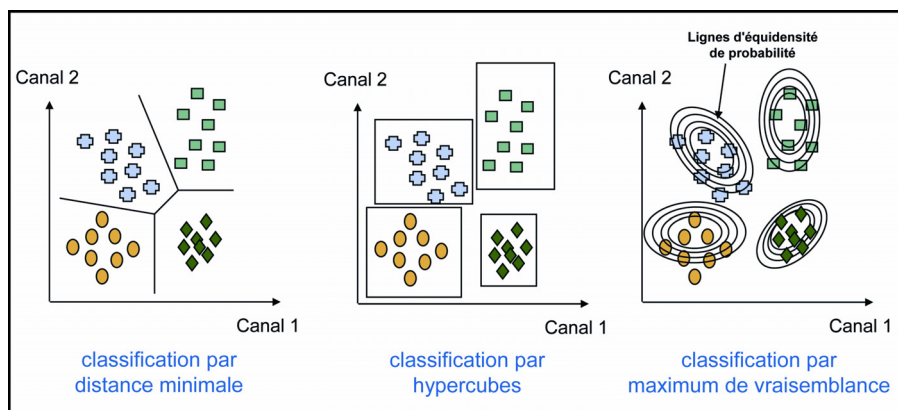 Canal 2
Canal 1
classification par
distance minimale
Canal 2
Canal 1
classification par
hypercubes
Lignes d'équidensité
de probabilité
Canal 2
Canal 1
classification par
maximum de vraisemblance